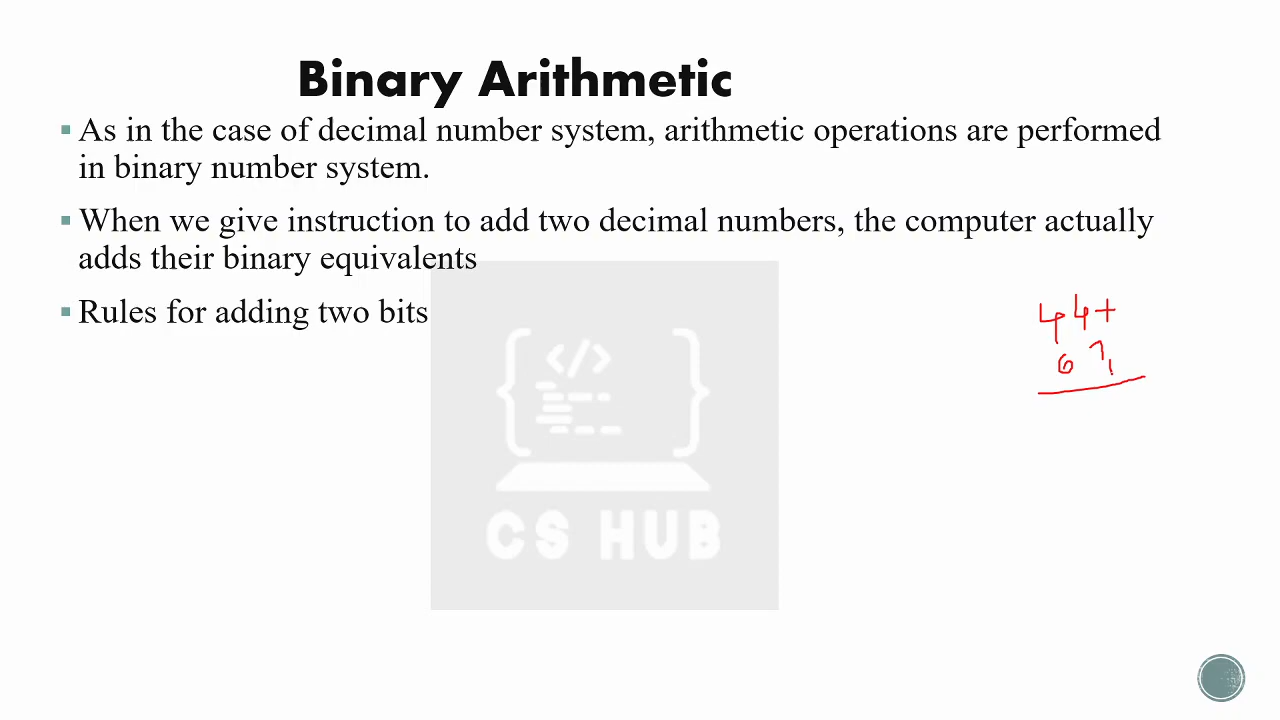 Binary Arithmetic
As in the case of decimal number system, arithmetic operations are performed
in binary number system.
When we give instruction to add two decimal numbers, the computer actually
adds their binary equivalents
Rules for adding two bits
44+
67
</>
CS HUB